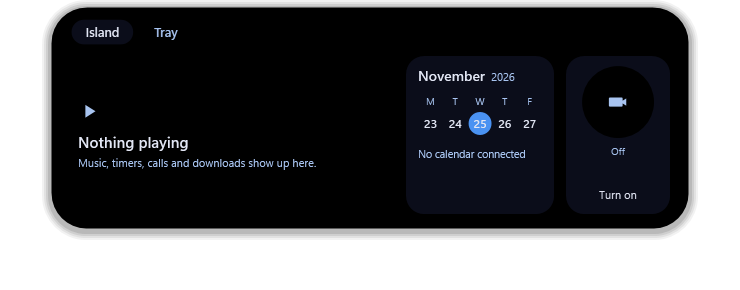 Island Tray
Nothing playing
Music, timers, calls and downloads show up here.
November 2026
M T W T F
23 24 25 26 27
No calendar connected
Off
Turn on